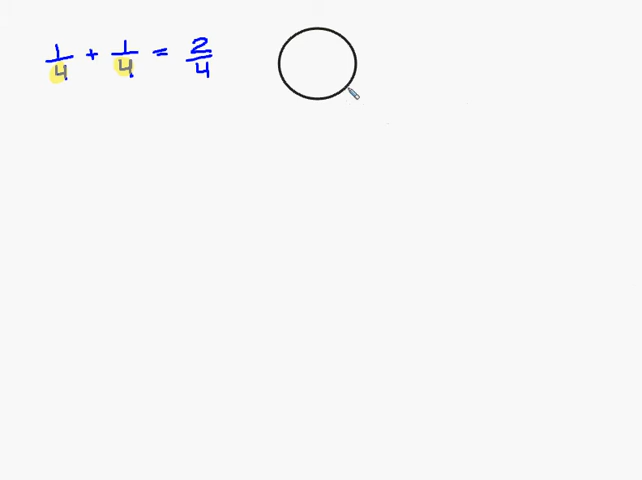 1/4 + 1/4 = 2/4